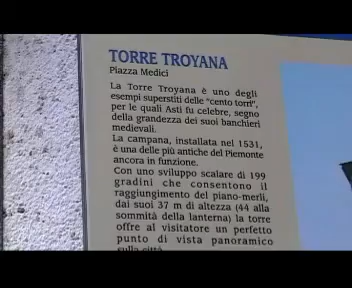 TORRE TROYANA
Piazza Medici
La Torre Troyana è uno degli
esempi superstiti delle "cento torri",
per le quali Asti fu celebre, segno
della grandezza dei suoi banchieri
medievali.
La campana, installata nel 1531,
è una delle più antiche del Piemonte
ancora in funzione.
Con uno sviluppo scalare di 199
gradini che consentono il
raggiungimento del piano-merli,
dai suoi 37 m di altezza (44 alla
sommità della lanterna) la torre
offre al visitatore un perfetto
punto di vista panoramico
sulla città